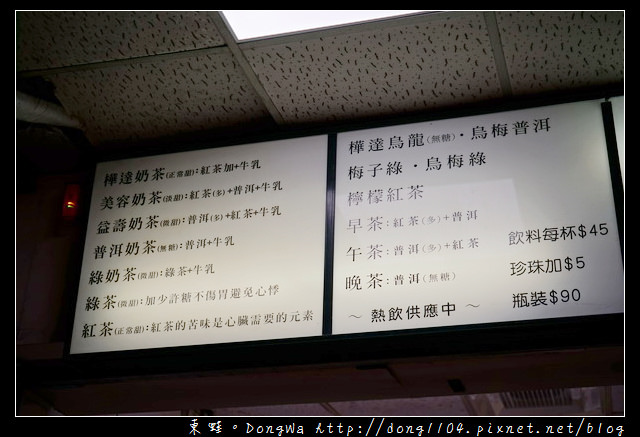 樺達奶茶(正常甜):紅茶加+牛乳
美容奶茶(微甜):紅茶(多)+普洱+牛乳
益壽奶茶(微甜):普洱(多)+紅茶+牛乳
普洱奶茶(無糖):普洱+牛乳
綠奶茶(微甜):綠茶+牛乳
綠茶(微甜):加少許糖不傷胃避免心悸
紅茶(正常甜):紅茶的苦味是心臟需要的元素
樺達烏龍(無糖)·烏梅普洱
梅子綠·烏梅綠
檸檬紅茶
早茶:紅茶(多)+普洱
午茶:普洱(多)+紅茶
晚茶:普洱(無糖)
～ 熱飲供應中 ～
飲料每杯$45
珍珠加$5
瓶裝$90
東蛙。DongWa Http://dong1104.pixnet.net/blog